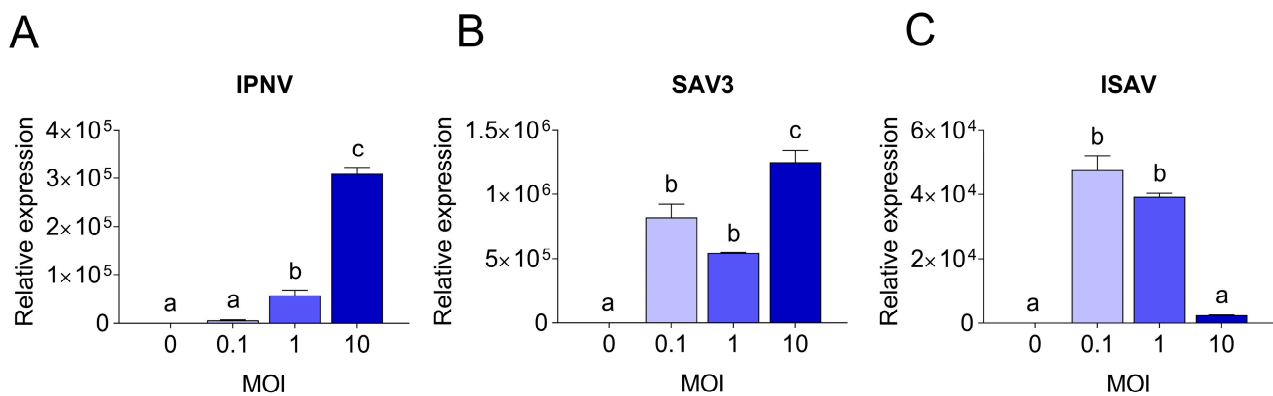 A
IPNV
Relative expression
4×10⁵
3×10⁵
2×10⁵
1×10⁵
0
a
a
b
c
0 0.1 1 10
MOI
B
SAV3
Relative expression
1.5×10⁶
1×10⁶
5×10⁵
0
a
b
b
c
0 0.1 1 10
MOI
C
ISAV
Relative expression
6×10⁴
4×10⁴
2×10⁴
0
a
b
b
a
0 0.1 1 10
MOI